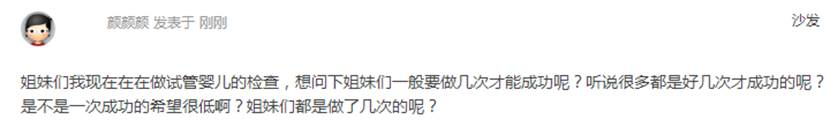 颜颜颜 发表于 刚刚
沙发
姐妹们我现在在在做试管婴儿的检查，想问下姐妹们一般要做几次才能成功呢？听说很多都是好几次才成功的呢？
是不是一次成功的希望很低啊？姐妹们都是做了几次的呢？